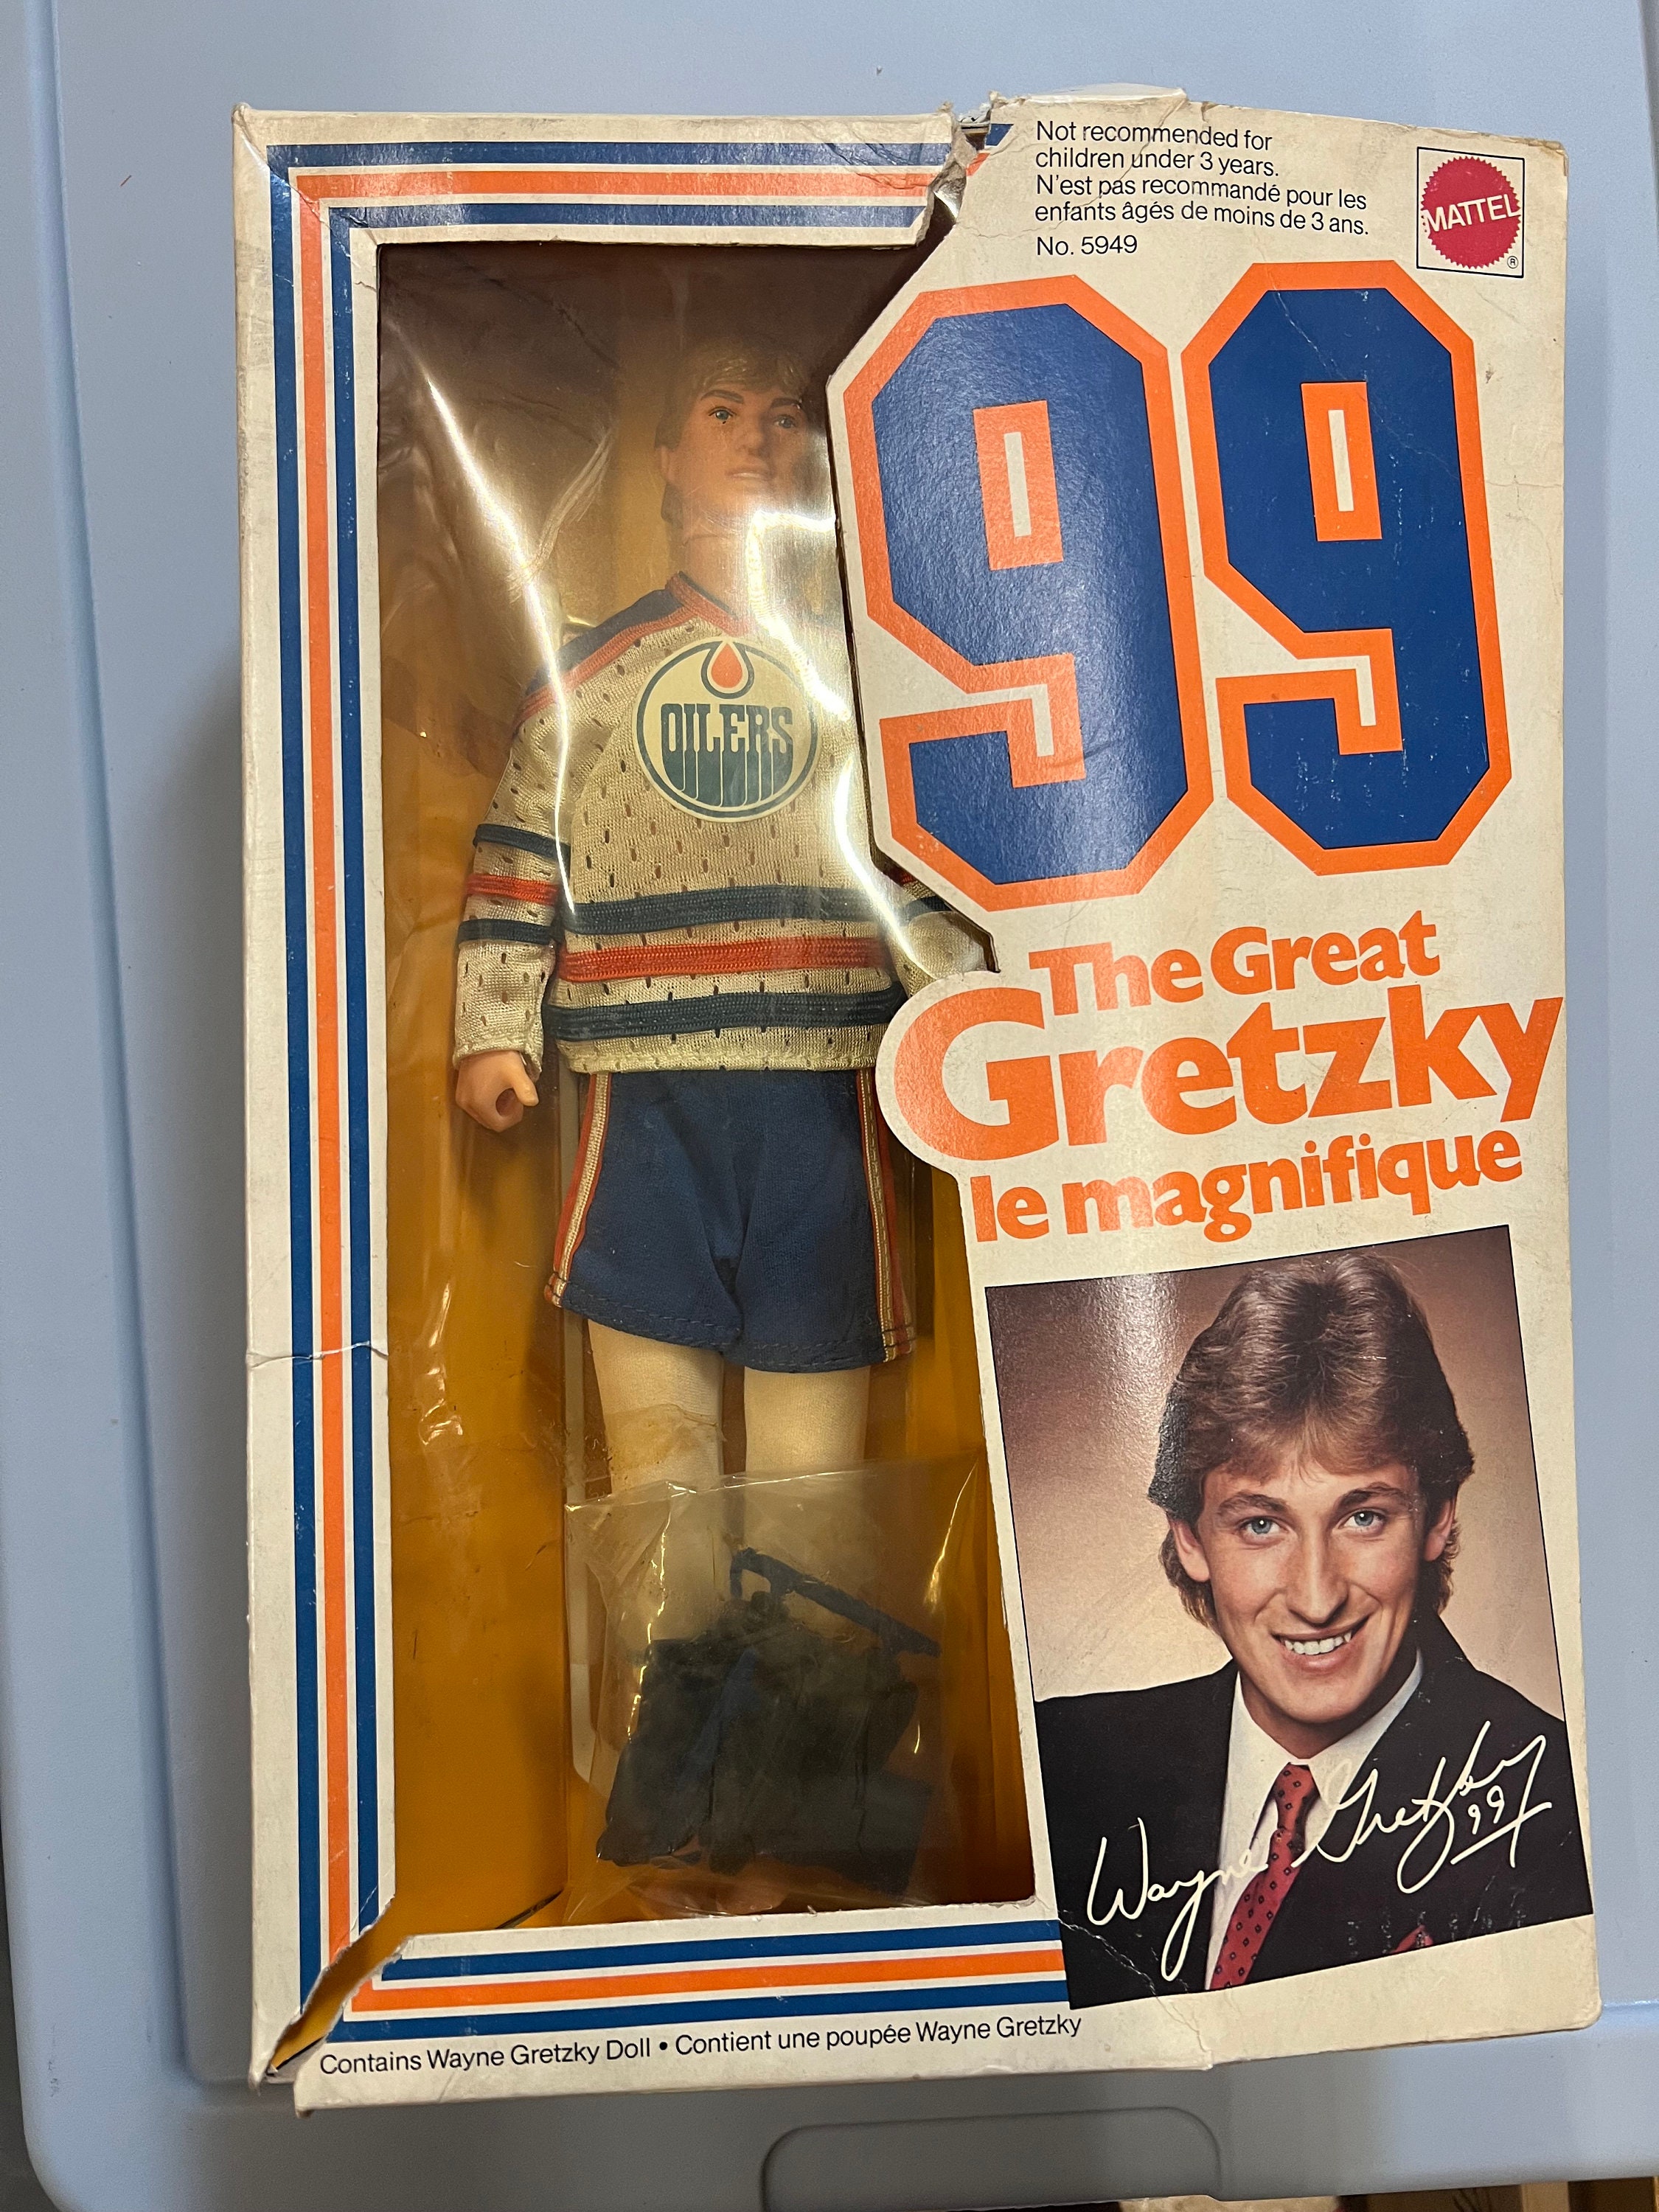 Not recommended for
children under 3 years.
N'est pas recommandé pour les
enfants âgés de moins de 3 ans.
No. 5949
MATTEL
®
99
OILERS
The Great
Gretzky
le magnifique
Wayne Gretzky
99
Contains Wayne Gretzky Doll • Contient une poupée Wayne Gretzky